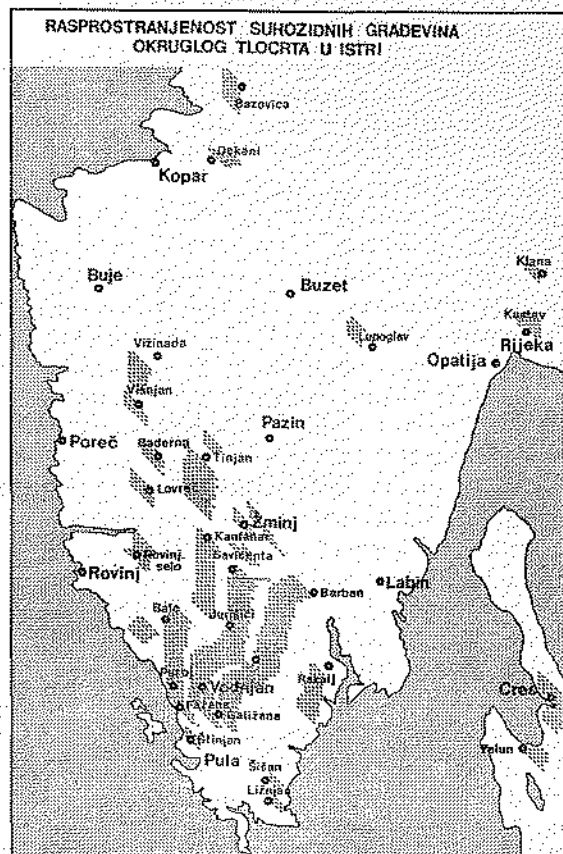 RASPROSTRANJENOST SUHOZIDNIH GRAĐEVINA
OKRUGLOG TLOCRTA U ISTRI
Bazovica
Dekani
Kopar
Klana
Buje
Buzet
Kastav
Rijeka
Lupoglav
Vižinada
Opatija
Višnjan
Poreč
Pazin
Baderna
Tinjan
Lovreč
Žminj
Kanfanar
Rovinj
Rovinj.
selo
Savičenta
Labin
Barban
Bale
Juršići
Rakalj
Vodnjan
Cres
Fažana
Galižana
Štinjan
Valun
Pula
Šišan
Ližnjan